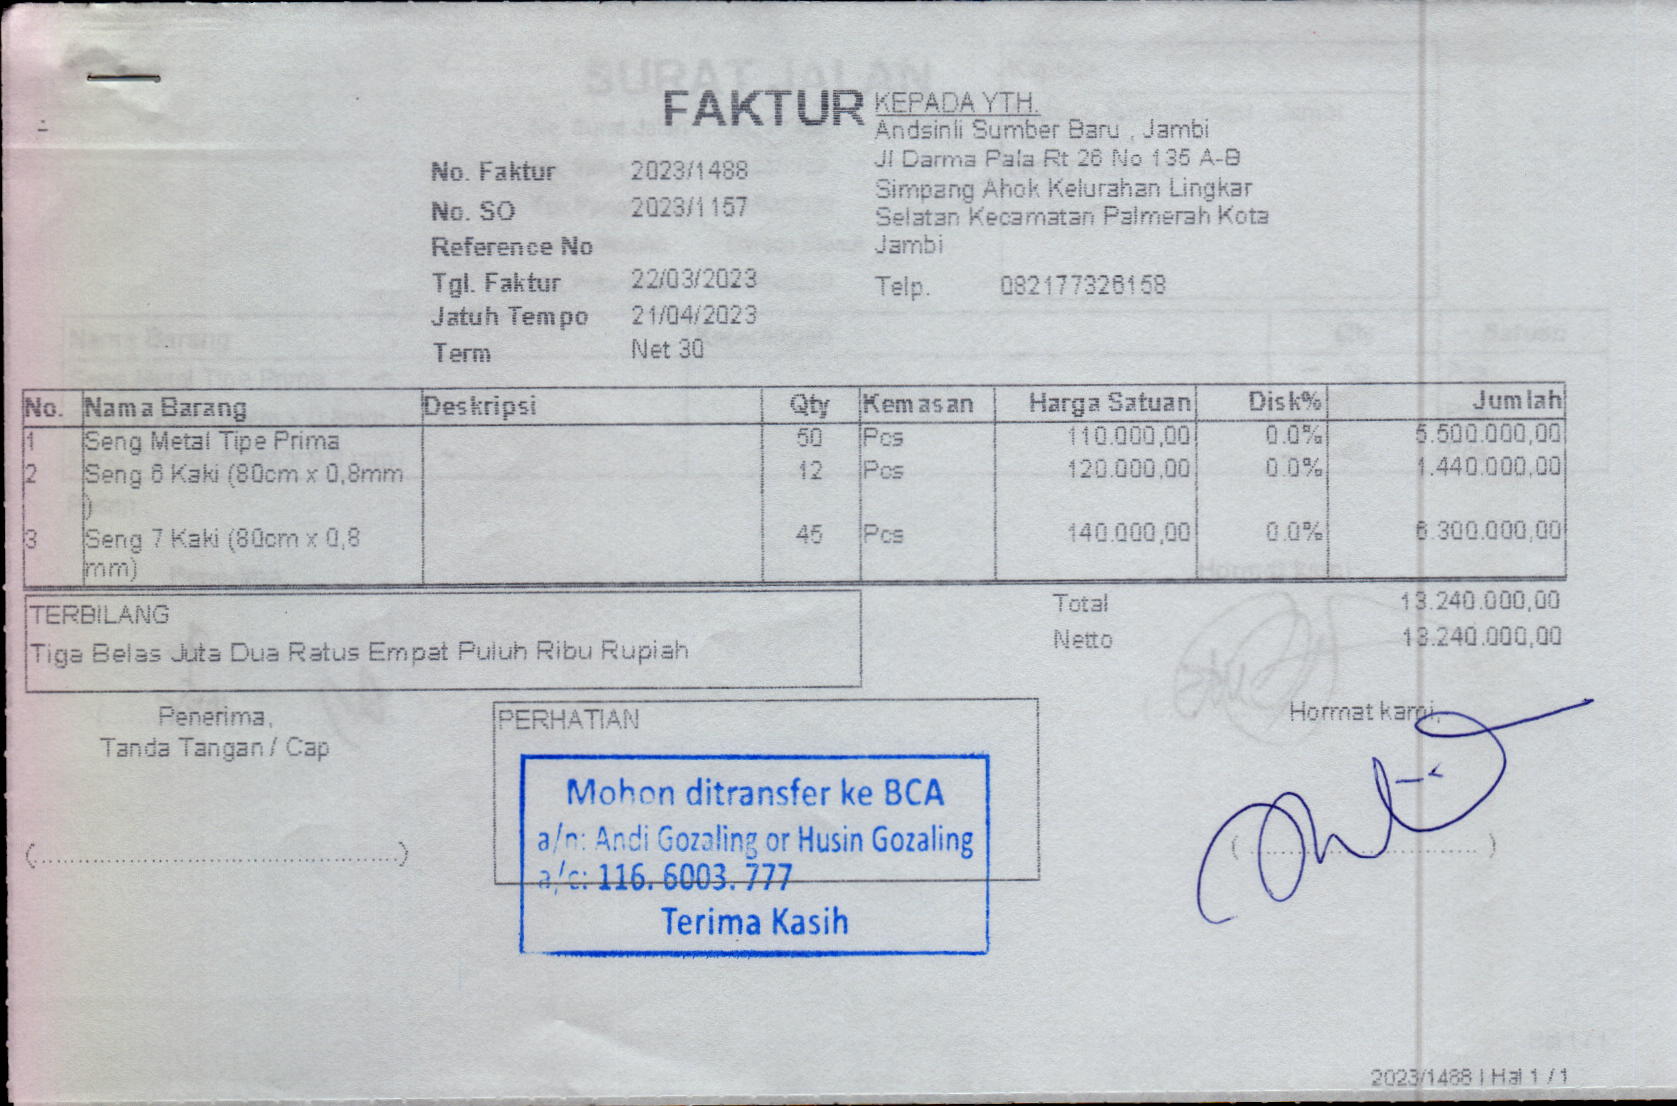 FAKTUR
KEPADA YTH.
Andsinli Sumber Baru , Jambi
Jl Darma Pala Rt 26 No 135 A-B
Simpang Ahok Kelurahan Lingkar
Selatan Kecamatan Palmerah Kota
Jambi
Telp. 082177326158
No. Faktur 2023/1488
No. SO 2023/1157
Reference No
Tgl. Faktur 22/03/2023
Jatuh Tempo 21/04/2023
Term Net 30
No. Nama Barang Deskripsi Qty Kemasan Harga Satuan Disk% Jumlah
1 Seng Metal Tipe Prima 50 Pcs 110.000,00 0.0% 5.500.000,00
2 Seng 6 Kaki (80cm x 0,8mm 12 Pcs 120.000,00 0.0% 1.440.000,00
)
3 Seng 7 Kaki (80cm x 0,8 45 Pcs 140.000,00 0.0% 6.300.000,00
mm)
TERBILANG
Tiga Belas Juta Dua Ratus Empat Puluh Ribu Rupiah
Total 13.240.000,00
Netto 13.240.000,00
Penerima,
Tanda Tangan / Cap
PERHATIAN
Mohon ditransfer ke BCA
a/n: Andi Gozaling or Husin Gozaling
a/c: 116. 6003. 777
Terima Kasih
Hormat kami,
2023/1488 | Hal 1 / 1
SURAT JALAN